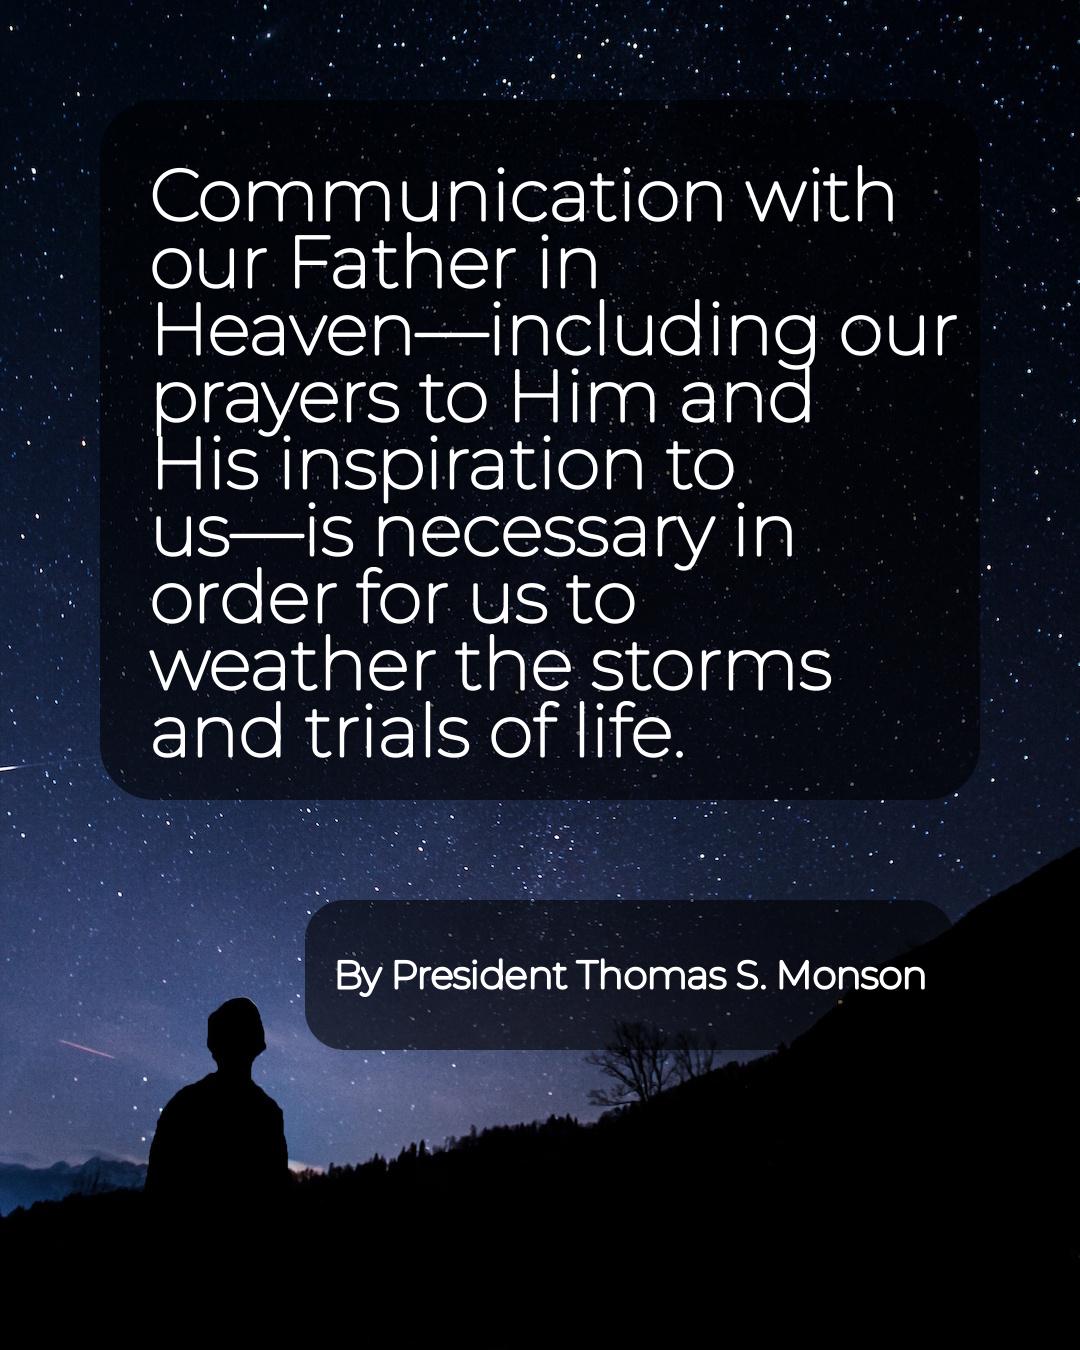 Communication with
our Father in
Heaven—including our
prayers to Him and
His inspiration to
us—is necessary in
order for us to
weather the storms
and trials of life.
By President Thomas S. Monson